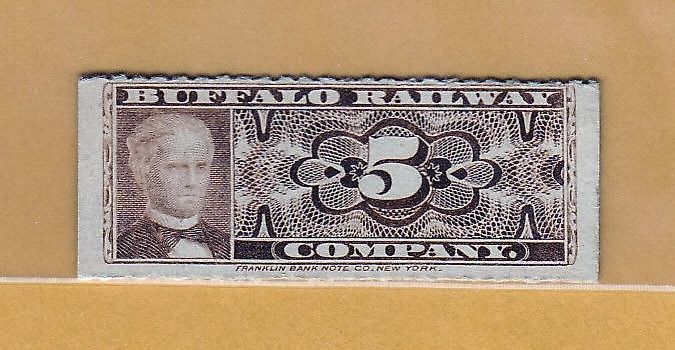 BUFFALO RAILWAY
5
COMPANY.
FRANKLIN BANK NOTE CO. NEW YORK.